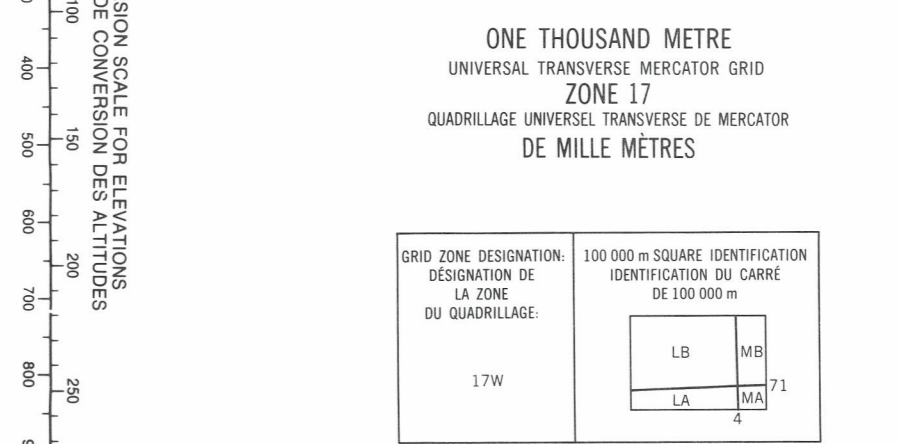 SION SCALE FOR ELEVATIONS
DE CONVERSION DES ALTITUDES
100
150
200
250
400
500
600
700
800
ONE THOUSAND METRE
UNIVERSAL TRANSVERSE MERCATOR GRID
ZONE 17
QUADRILLAGE UNIVERSEL TRANSVERSE DE MERCATOR
DE MILLE MÈTRES
GRID ZONE DESIGNATION:
DÉSIGNATION DE
LA ZONE
DU QUADRILLAGE:
17W
100 000 m SQUARE IDENTIFICATION
IDENTIFICATION DU CARRÉ
DE 100 000 m
LB
MB
71
LA
MA
4